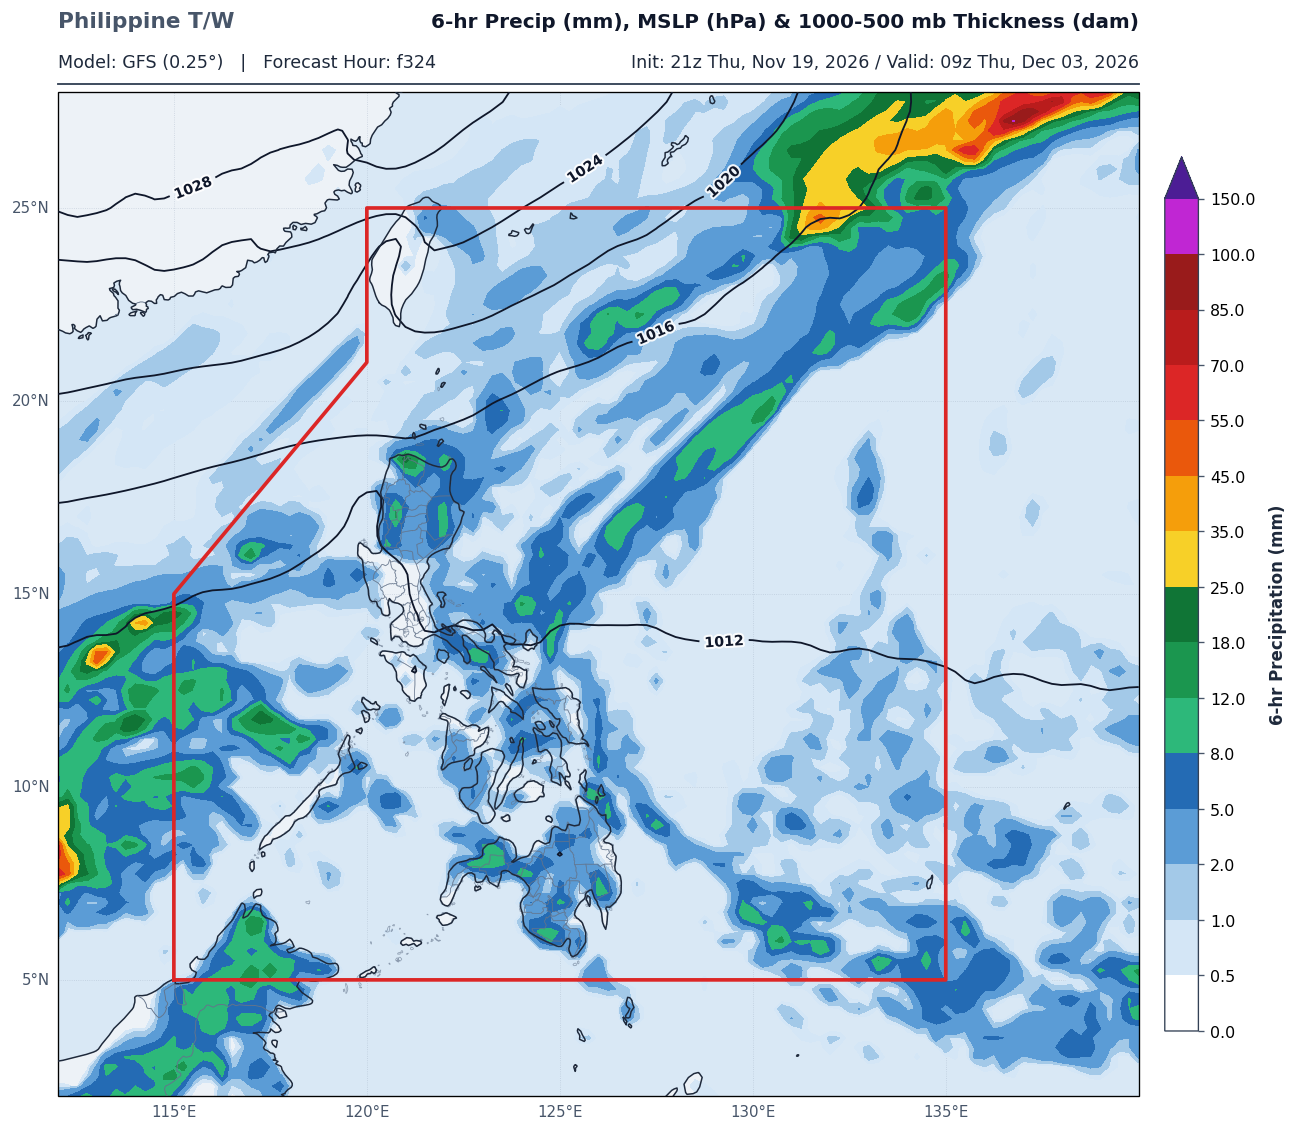 Philippine T/W
6-hr Precip (mm), MSLP (hPa) & 1000-500 mb Thickness (dam)
Model: GFS (0.25°) | Forecast Hour: f324
Init: 21z Thu, Nov 19, 2026 / Valid: 09z Thu, Dec 03, 2026
1028
1024
1020
1016
1012
25°N
20°N
15°N
10°N
5°N
115°E
120°E
125°E
130°E
135°E
150.0
100.0
85.0
70.0
55.0
45.0
35.0
25.0
18.0
12.0
8.0
5.0
2.0
1.0
0.5
0.0
6-hr Precipitation (mm)